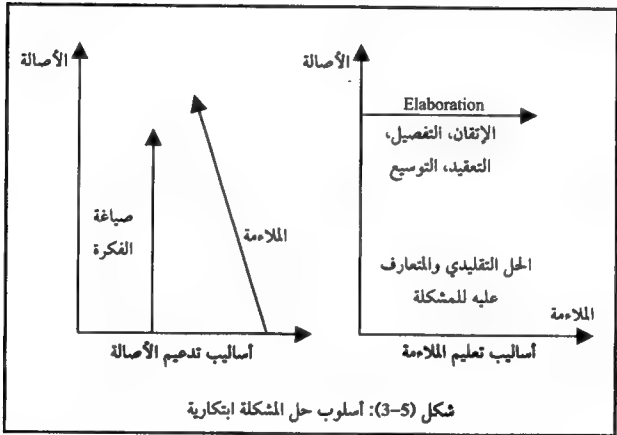 الأصالة
الملاءمة
صياغة
الفكرة
أساليب تدعيم الأصالة
الأصالة
Elaboration
الإتقان، التفصيل،
التعقيد، التوسيع
الحل التقليدي والمتعارف
عليه للمشكلة
الملاءمة
أساليب تعليم الملاءمة
شكل (5-3): أسلوب حل المشكلة ابتكارية